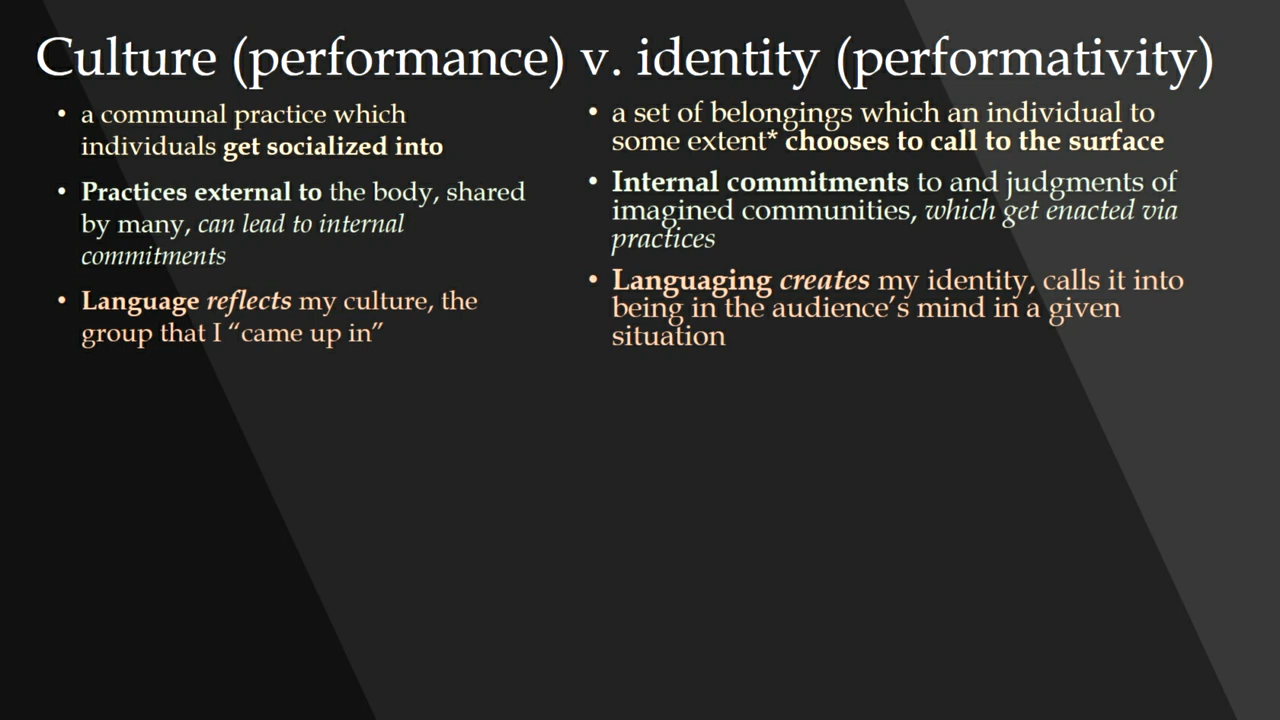 Culture (performance) v. identity (performativity)
• a communal practice which
individuals get socialized into
• Practices external to the body, shared
by many, can lead to internal
commitments
• Language reflects my culture, the
group that I “came up in”
• a set of belongings which an individual to
some extent* chooses to call to the surface
• Internal commitments to and judgments of
imagined communities, which get enacted via
practices
• Languaging creates my identity, calls it into
being in the audience’s mind in a given
situation